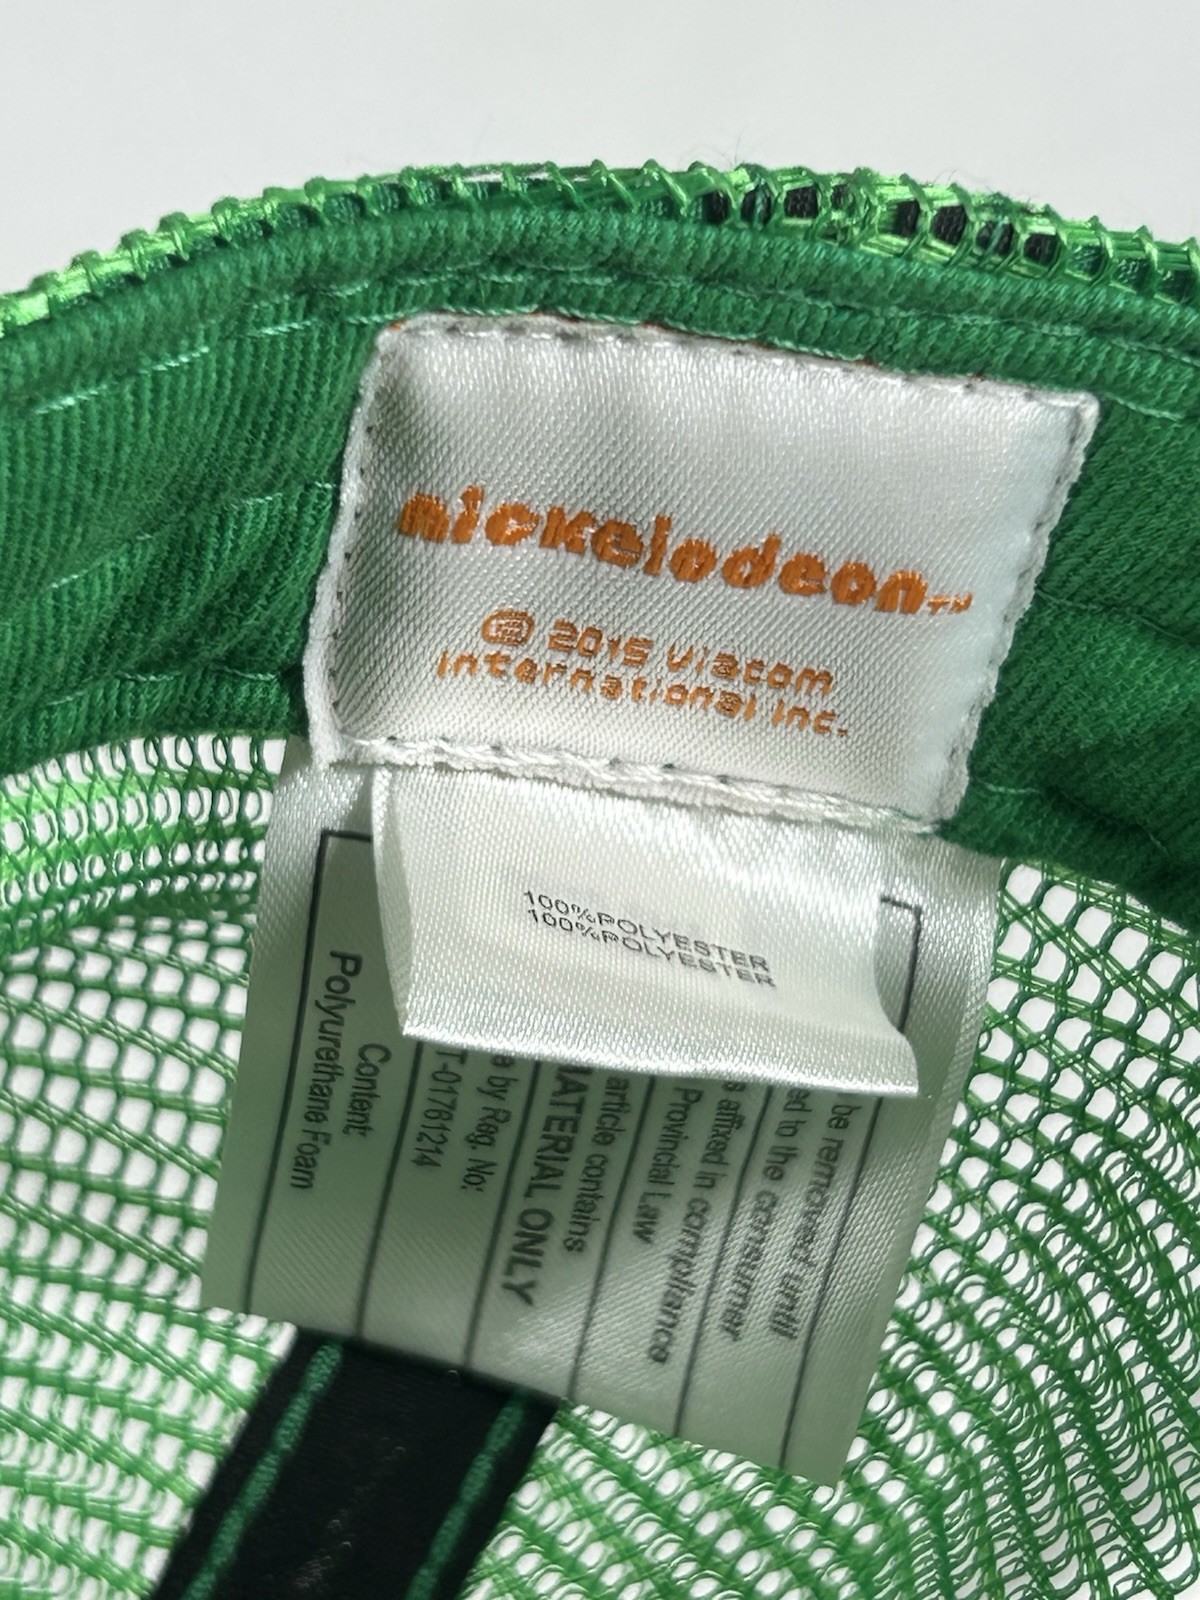 nickelodeon™
© 2015 Viacom
International Inc.
100%POLYESTER
100%POLYESTER
be removed until
ed to the consumer
s affixed in compliance
Provincial Law
article contains
MATERIAL ONLY
e by Reg. No:
T-01761214
Content:
Polyurethane Foam